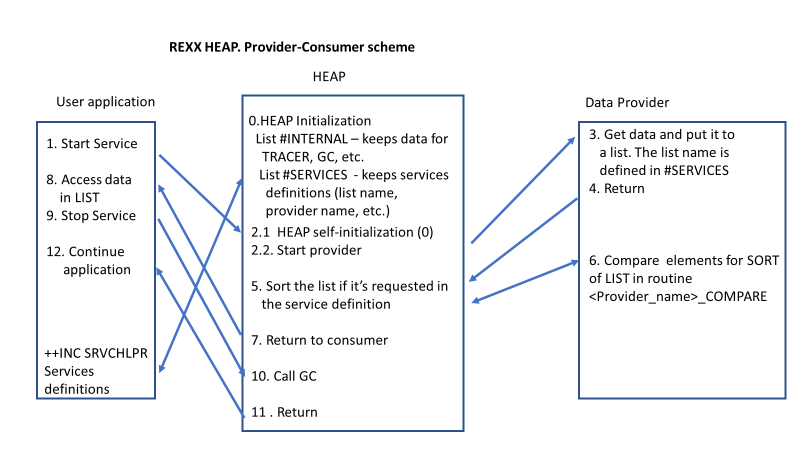 REXX HEAP. Provider-Consumer scheme
HEAP
User application
Data Provider
1. Start Service
8. Access data
in LIST
9. Stop Service
12. Continue
application
++INC SRVCHLPR
Services
definitions
0.HEAP Initialization
List #INTERNAL – keeps data for
TRACER, GC, etc.
List #SERVICES - keeps services
definitions (list name,
provider name, etc.)
2.1 HEAP self-initialization (0)
2.2. Start provider
5. Sort the list if it's requested in
the service definition
7. Return to consumer
10. Call GC
11 . Return
3. Get data and put it to
a list. The list name is
defined in #SERVICES
4. Return
6. Compare elements for SORT
of LIST in routine
<Provider_name>_COMPARE